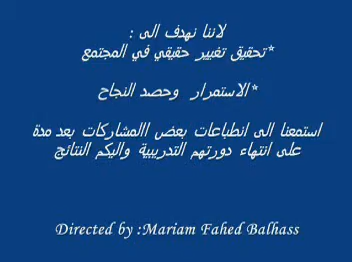 لاننا نهدف الى :
*تحقيق تغيير حقيقي في المجتمع
*الاستمرار وحصد النجاح
استمعنا الى انطباعات بعض االمشاركات بعد مدة
على انتهاء دورتهم التدريبية واليكم النتائج
Directed by :Mariam Fahed Balhass